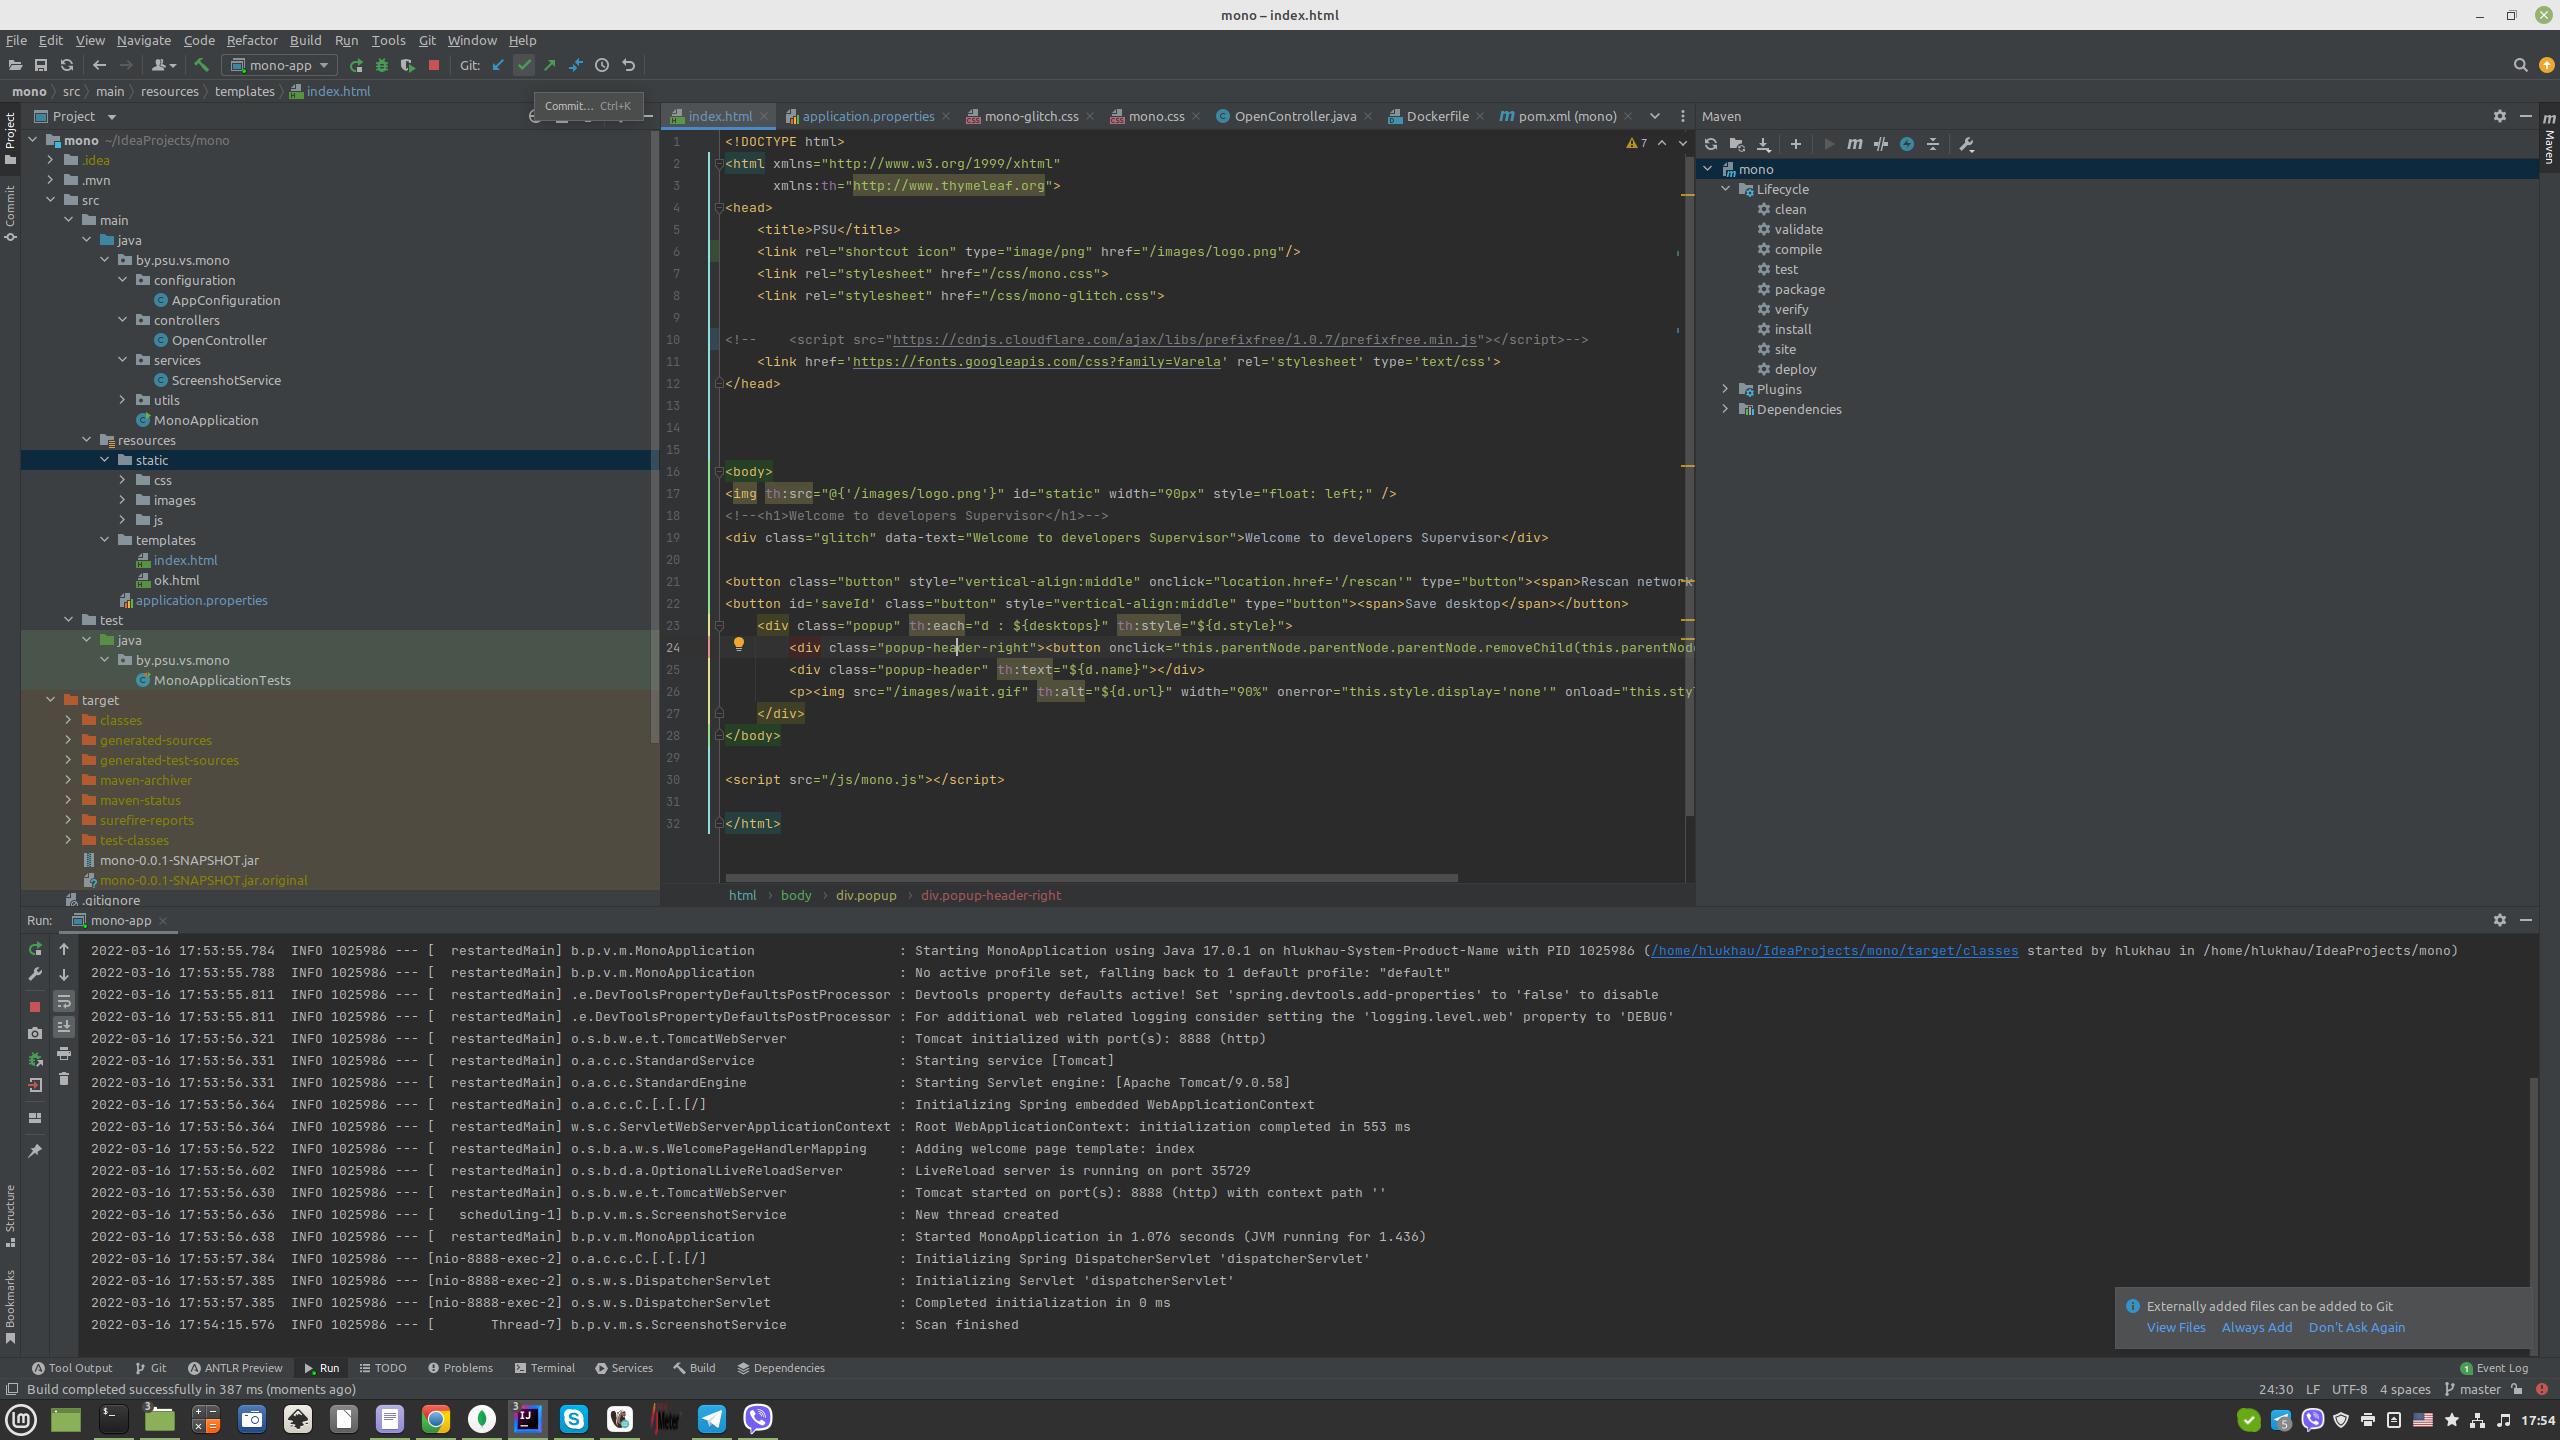 mono – index.html
File Edit View Navigate Code Refactor Build Run Tools Git Window Help
mono-app Git:
mono src main resources templates index.html
Commit... Ctrl+K
Project
index.html application.properties mono-glitch.css mono.css OpenController.java Dockerfile pom.xml (mono)
Maven
Project
Commit
Structure
Bookmarks
mono ~/IdeaProjects/mono
.idea
.mvn
src
main
java
by.psu.vs.mono
configuration
AppConfiguration
controllers
OpenController
services
ScreenshotService
utils
MonoApplication
resources
static
css
images
js
templates
index.html
ok.html
application.properties
test
java
by.psu.vs.mono
MonoApplicationTests
target
classes
generated-sources
generated-test-sources
maven-archiver
maven-status
surefire-reports
test-classes
mono-0.0.1-SNAPSHOT.jar
mono-0.0.1-SNAPSHOT.jar.original
.gitignore
7
1 <!DOCTYPE html>
2 <html xmlns="http://www.w3.org/1999/xhtml"
3 xmlns:th="http://www.thymeleaf.org">
4 <head>
5 <title>PSU</title>
6 <link rel="shortcut icon" type="image/png" href="/images/logo.png"/>
7 <link rel="stylesheet" href="/css/mono.css">
8 <link rel="stylesheet" href="/css/mono-glitch.css">
9
10 <!-- <script src="https://cdnjs.cloudflare.com/ajax/libs/prefixfree/1.0.7/prefixfree.min.js"></script>-->
11 <link href='https://fonts.googleapis.com/css?family=Varela' rel='stylesheet' type='text/css'>
12 </head>
13
14
15
16 <body>
17 <img th:src="@{'/images/logo.png'}" id="static" width="90px" style="float: left;" />
18 <!--<h1>Welcome to developers Supervisor</h1>-->
19 <div class="glitch" data-text="Welcome to developers Supervisor">Welcome to developers Supervisor</div>
20
21 <button class="button" style="vertical-align:middle" onclick="location.href='/rescan'" type="button"><span>Rescan network
22 <button id='saveId' class="button" style="vertical-align:middle" type="button"><span>Save desktop</span></button>
23 <div class="popup" th:each="d : ${desktops}" th:style="${d.style}">
24 <div class="popup-header-right"><button onclick="this.parentNode.parentNode.parentNode.removeChild(this.parentNod
25 <div class="popup-header" th:text="${d.name}"></div>
26 <p><img src="/images/wait.gif" th:alt="${d.url}" width="90%" onerror="this.style.display='none'" onload="this.sty
27 </div>
28 </body>
29
30 <script src="/js/mono.js"></script>
31
32 </html>
html body div.popup div.popup-header-right
mono
Lifecycle
clean
validate
compile
test
package
verify
install
site
deploy
Plugins
Dependencies
Maven
Run: mono-app
2022-03-16 17:53:55.784 INFO 1025986 --- [ restartedMain] b.p.v.m.MonoApplication : Starting MonoApplication using Java 17.0.1 on hlukhau-System-Product-Name with PID 1025986 (/home/hlukhau/IdeaProjects/mono/target/classes started by hlukhau in /home/hlukhau/IdeaProjects/mono)
2022-03-16 17:53:55.788 INFO 1025986 --- [ restartedMain] b.p.v.m.MonoApplication : No active profile set, falling back to 1 default profile: "default"
2022-03-16 17:53:55.811 INFO 1025986 --- [ restartedMain] .e.DevToolsPropertyDefaultsPostProcessor : Devtools property defaults active! Set 'spring.devtools.add-properties' to 'false' to disable
2022-03-16 17:53:55.811 INFO 1025986 --- [ restartedMain] .e.DevToolsPropertyDefaultsPostProcessor : For additional web related logging consider setting the 'logging.level.web' property to 'DEBUG'
2022-03-16 17:53:56.321 INFO 1025986 --- [ restartedMain] o.s.b.w.e.t.TomcatWebServer : Tomcat initialized with port(s): 8888 (http)
2022-03-16 17:53:56.331 INFO 1025986 --- [ restartedMain] o.a.c.c.StandardService : Starting service [Tomcat]
2022-03-16 17:53:56.331 INFO 1025986 --- [ restartedMain] o.a.c.c.StandardEngine : Starting Servlet engine: [Apache Tomcat/9.0.58]
2022-03-16 17:53:56.364 INFO 1025986 --- [ restartedMain] o.a.c.c.C.[.[.[/] : Initializing Spring embedded WebApplicationContext
2022-03-16 17:53:56.364 INFO 1025986 --- [ restartedMain] w.s.c.ServletWebServerApplicationContext : Root WebApplicationContext: initialization completed in 553 ms
2022-03-16 17:53:56.522 INFO 1025986 --- [ restartedMain] o.s.b.a.w.s.WelcomePageHandlerMapping : Adding welcome page template: index
2022-03-16 17:53:56.602 INFO 1025986 --- [ restartedMain] o.s.b.d.a.OptionalLiveReloadServer : LiveReload server is running on port 35729
2022-03-16 17:53:56.630 INFO 1025986 --- [ restartedMain] o.s.b.w.e.t.TomcatWebServer : Tomcat started on port(s): 8888 (http) with context path ''
2022-03-16 17:53:56.636 INFO 1025986 --- [ scheduling-1] b.p.v.m.s.ScreenshotService : New thread created
2022-03-16 17:53:56.638 INFO 1025986 --- [ restartedMain] b.p.v.m.MonoApplication : Started MonoApplication in 1.076 seconds (JVM running for 1.436)
2022-03-16 17:53:57.384 INFO 1025986 --- [nio-8888-exec-2] o.a.c.c.C.[.[.[/] : Initializing Spring DispatcherServlet 'dispatcherServlet'
2022-03-16 17:53:57.385 INFO 1025986 --- [nio-8888-exec-2] o.s.w.s.DispatcherServlet : Initializing Servlet 'dispatcherServlet'
2022-03-16 17:53:57.385 INFO 1025986 --- [nio-8888-exec-2] o.s.w.s.DispatcherServlet : Completed initialization in 0 ms
2022-03-16 17:54:15.576 INFO 1025986 --- [ Thread-7] b.p.v.m.s.ScreenshotService : Scan finished
Externally added files can be added to Git
View Files Always Add Don't Ask Again
Tool Output Git ANTLR Preview Run TODO Problems Terminal Services Build Dependencies 1 Event Log
Build completed successfully in 387 ms (moments ago) 24:30 LF UTF-8 4 spaces master
3 3 IJ Meter 5 17:54